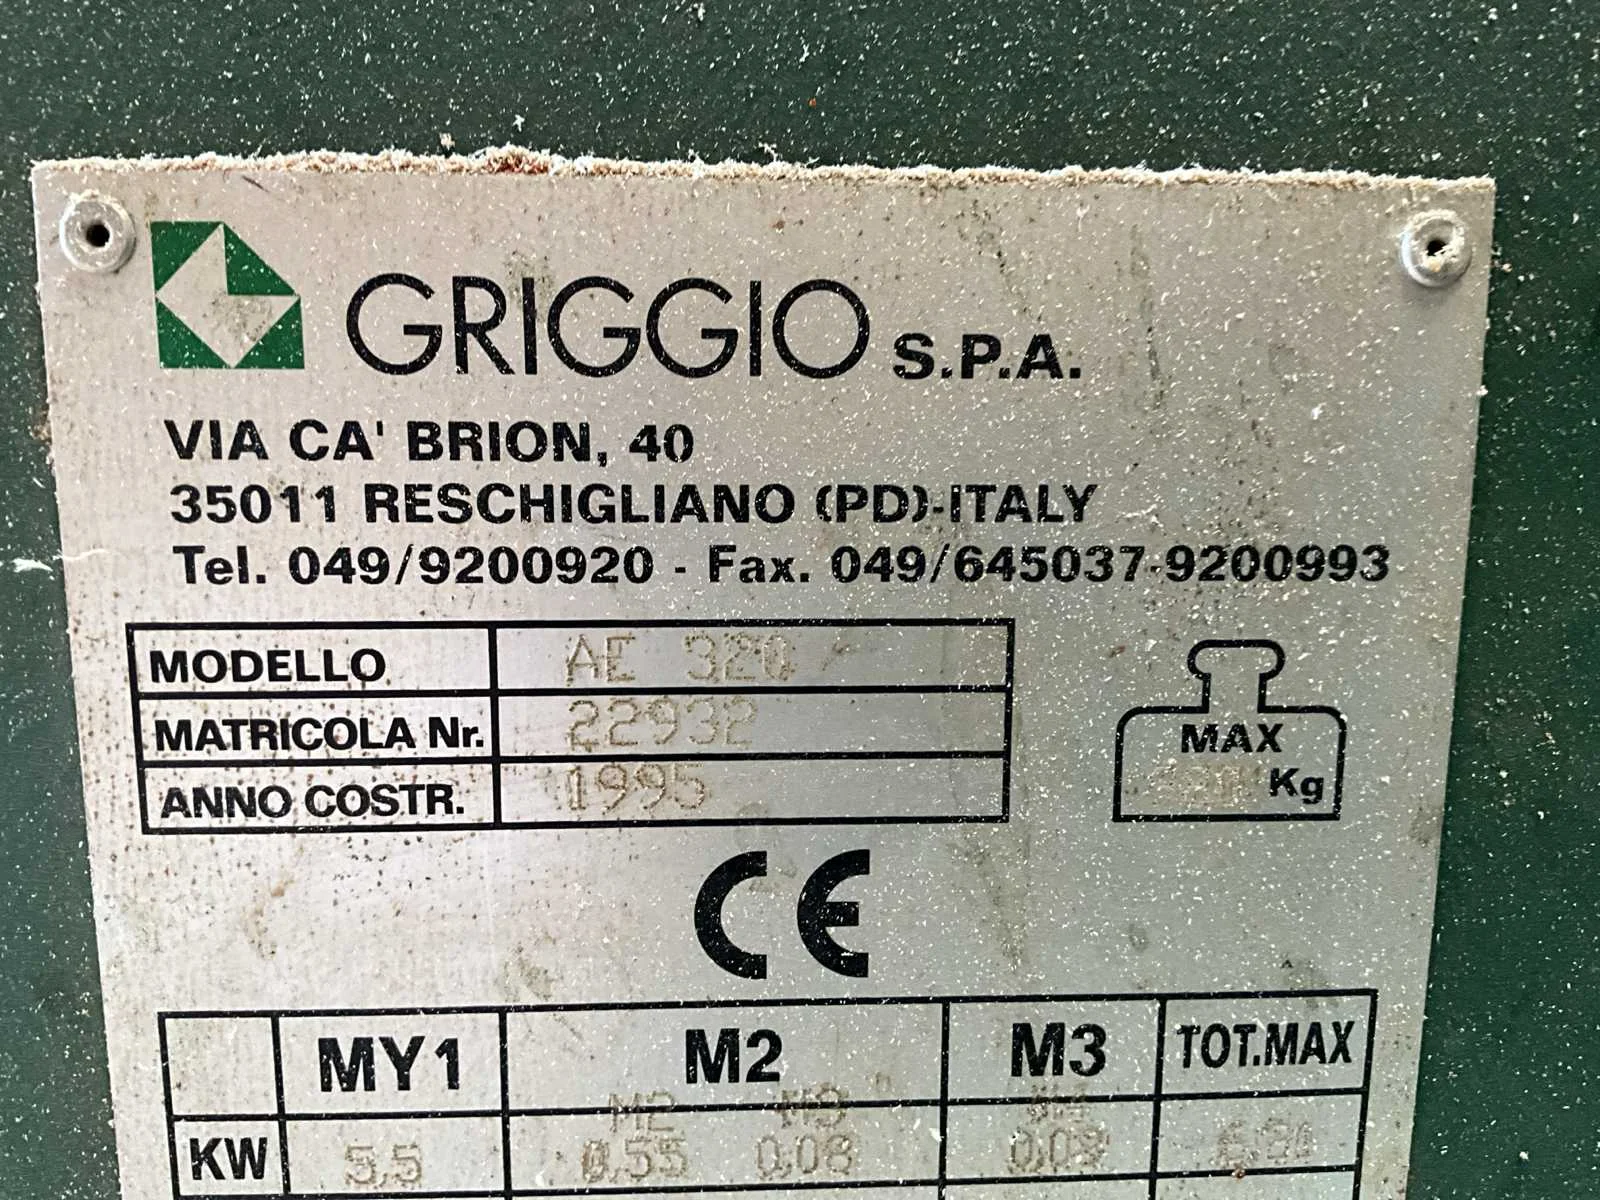 GRIGGIO S.P.A.
VIA CA' BRION, 40
35011 RESCHIGLIANO (PD)-ITALY
Tel. 049/9200920 - Fax. 049/645037-9200993
MODELLO AE 320
MATRICOLA Nr. 22932
ANNO COSTR. 1995
MAX
Kg
CE
MY1 M2 M3 TOT.MAX
M2 M3
KW 5,5 0,55 0,08 0,09